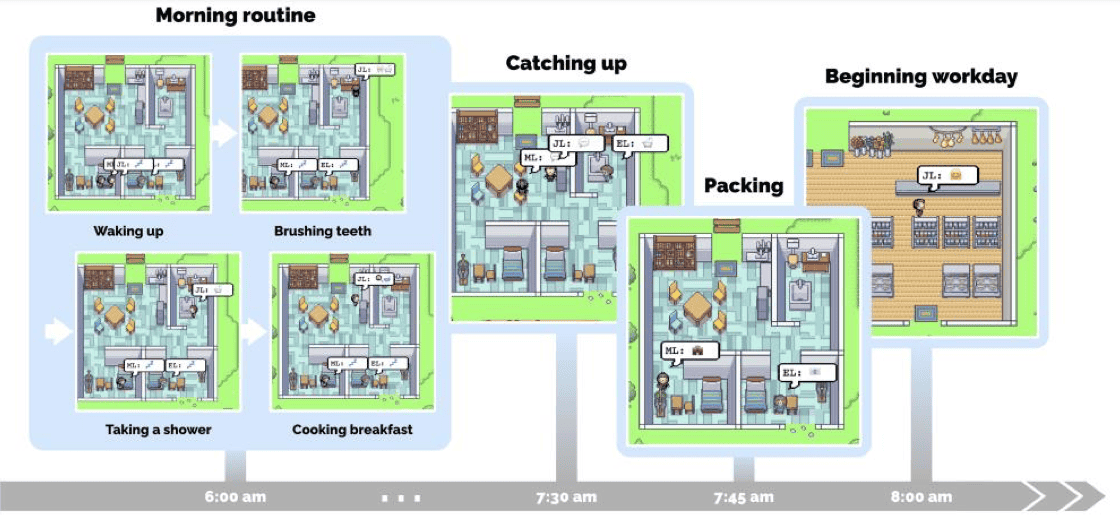 Morning routine
Catching up
Beginning workday
Packing
JL:
JL:
ML:
EL:
JL:
EL:
ML:
JL:
Waking up
Brushing teeth
JL:
JL:
ML:
EL:
ML:
EL:
ML:
EL:
Taking a shower
Cooking breakfast
6:00 am
...
7:30 am
7:45 am
8:00 am